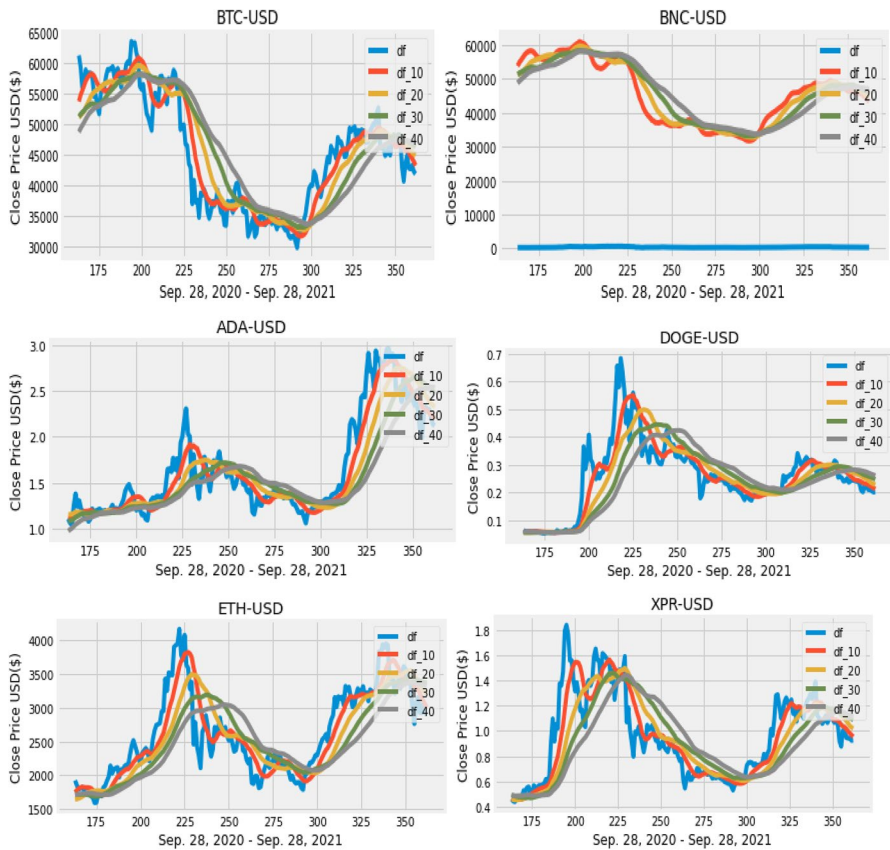 BTC-USD
Close Price USD($)
65000
60000
55000
50000
45000
40000
35000
30000
175
200
225
250
275
300
325
350
Sep. 28, 2020 - Sep. 28, 2021
df
df_10
df_20
df_30
df_40
BNC-USD
Close Price USD($)
60000
50000
40000
30000
20000
10000
0
175
200
225
250
275
300
325
350
Sep. 28, 2020 - Sep. 28, 2021
df
df_10
df_20
df_30
df_40
ADA-USD
Close Price USD($)
3.0
2.5
2.0
1.5
1.0
175
200
225
250
275
300
325
350
Sep. 28, 2020 - Sep. 28, 2021
df
df_10
df_20
df_30
df_40
DOGE-USD
Close Price USD($)
0.7
0.6
0.5
0.4
0.3
0.2
0.1
175
200
225
250
275
300
325
350
Sep. 28, 2020 - Sep. 28, 2021
df
df_10
df_20
df_30
df_40
ETH-USD
Close Price USD($)
4000
3500
3000
2500
2000
1500
175
200
225
250
275
300
325
350
Sep. 28, 2020 - Sep. 28, 2021
df
df_10
df_20
df_30
df_40
XPR-USD
Close Price USD($)
1.8
1.6
1.4
1.2
1.0
0.8
0.6
0.4
175
200
225
250
275
300
325
350
Sep. 28, 2020 - Sep. 28, 2021
df
df_10
df_20
df_30
df_40